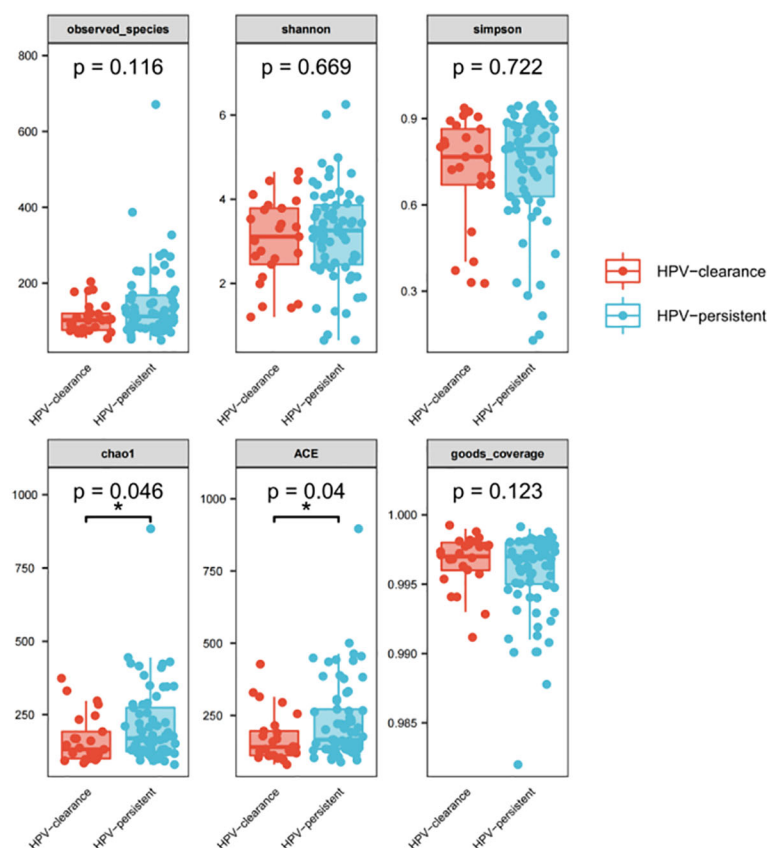 observed_species
shannon
simpson
p = 0.116
p = 0.669
p = 0.722
800
600
400
200
6
4
2
0.9
0.6
0.3
HPV-clearance
HPV-persistent
HPV-clearance
HPV-persistent
HPV-clearance
HPV-persistent
HPV-clearance
HPV-persistent
chao1
ACE
goods_coverage
p = 0.046
p = 0.04
p = 0.123
*
*
1000
750
500
250
1000
750
500
250
1.000
0.995
0.990
0.985
HPV-clearance
HPV-persistent
HPV-clearance
HPV-persistent
HPV-clearance
HPV-persistent